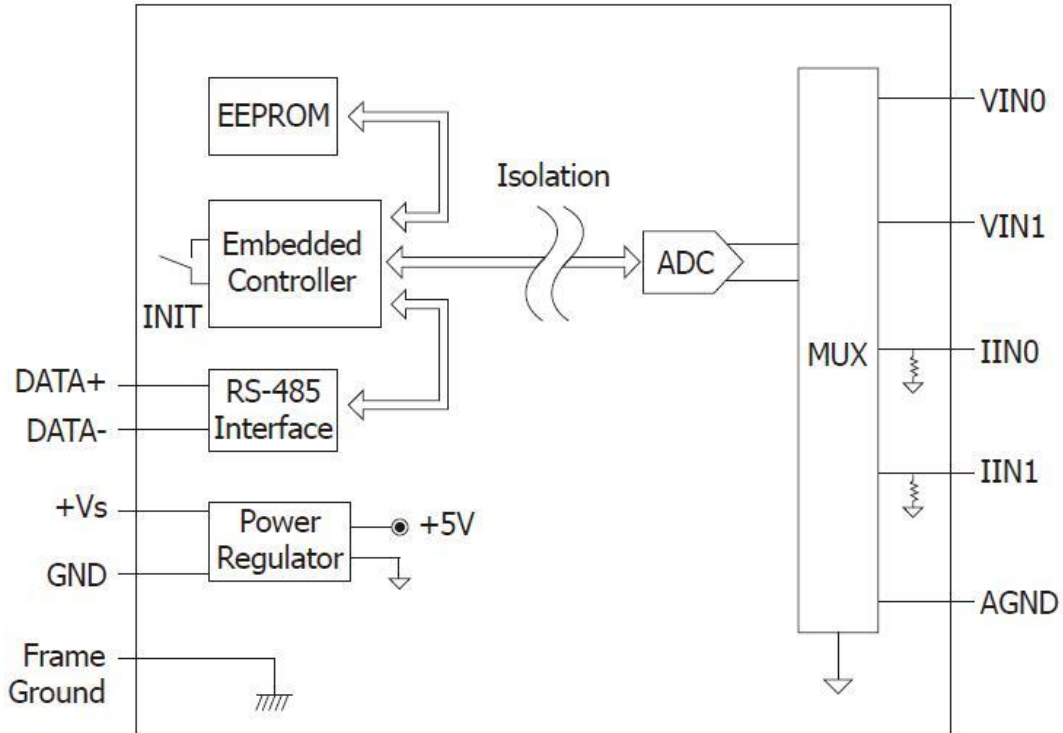 EEPROM
Isolation
Embedded
Controller
INIT
ADC
MUX
VIN0
VIN1
IIN0
IIN1
AGND
DATA+
DATA-
RS-485
Interface
+Vs
GND
Power
Regulator
+5V
Frame
Ground